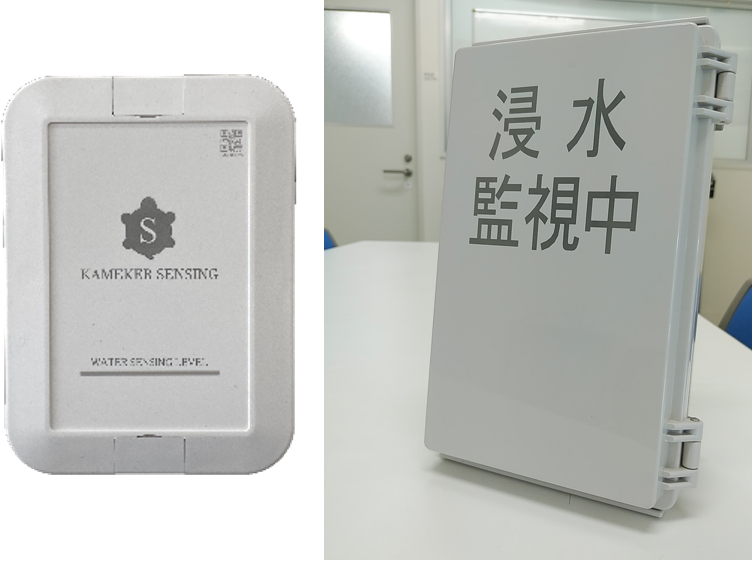 S
KAMEKER SENSING
WATER SENSING LEVEL
浸水
監視中